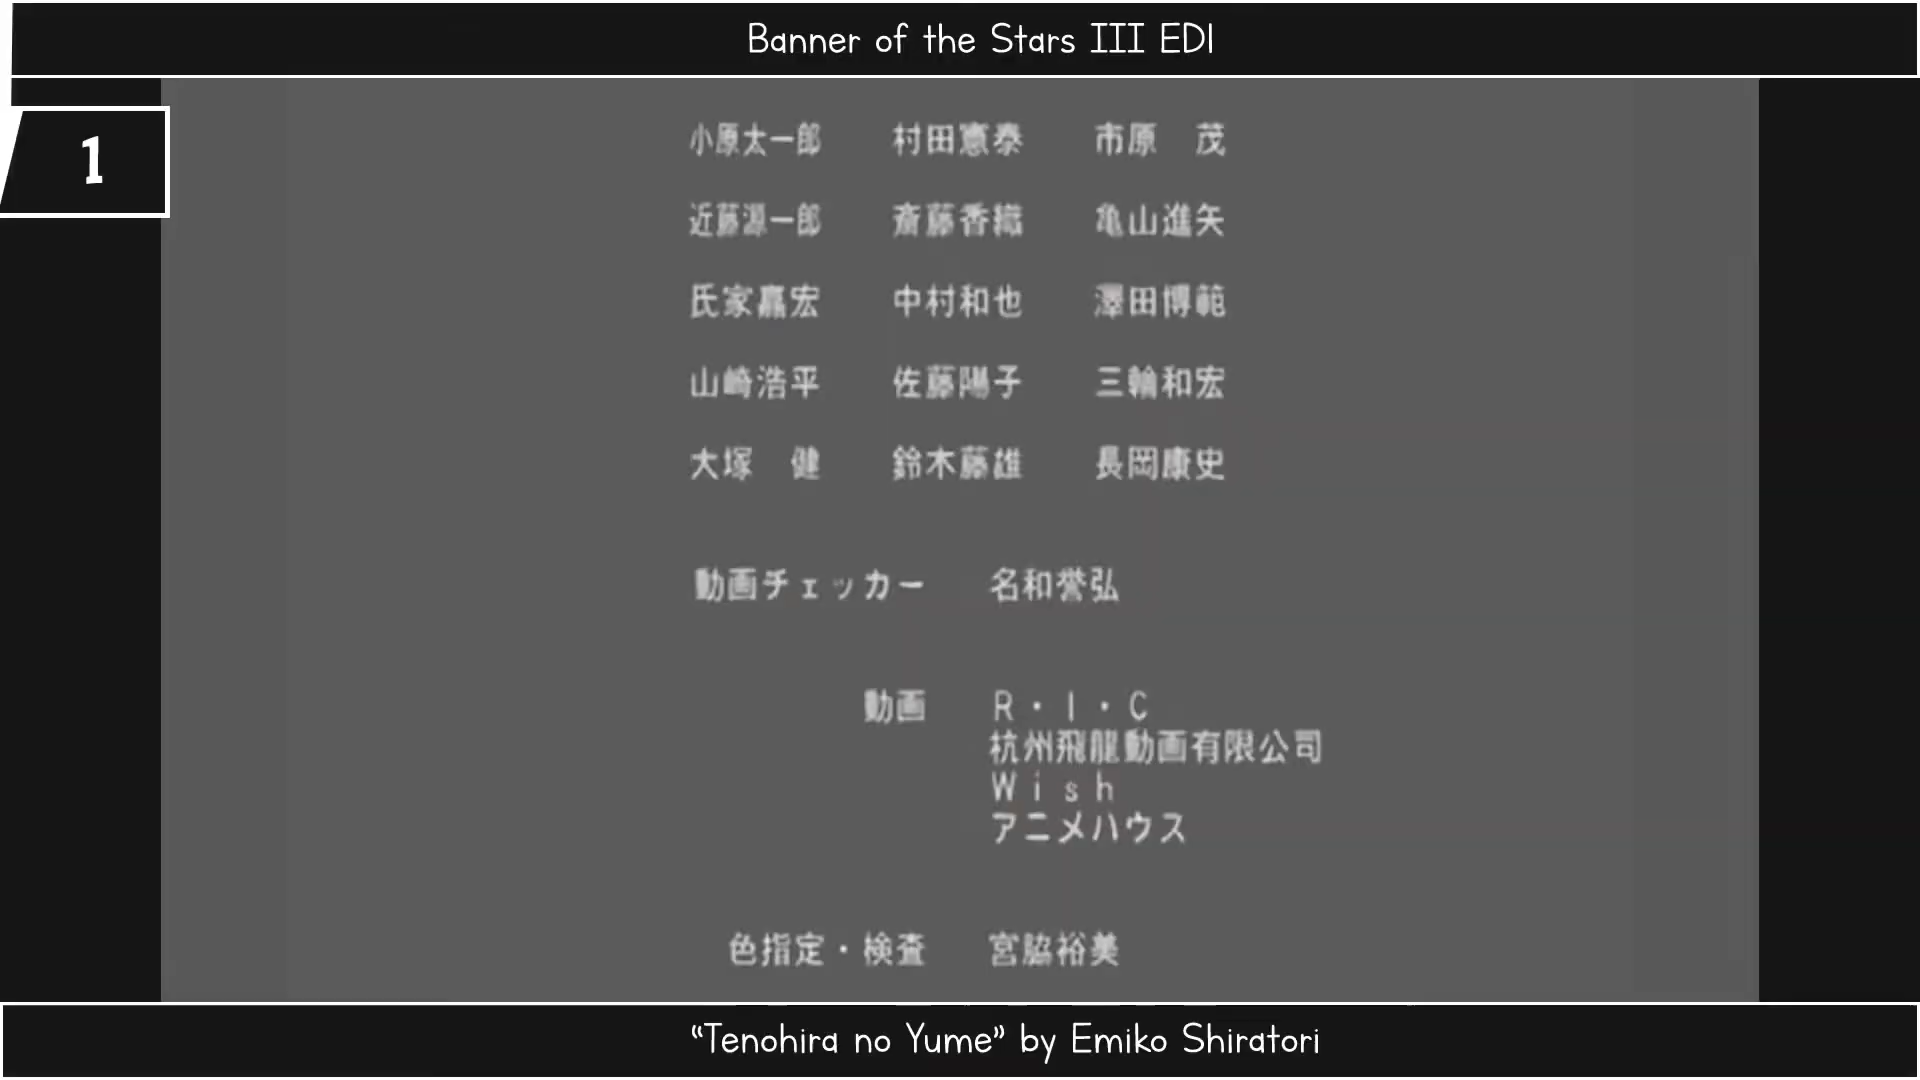 Banner of the Stars III ED1
1
小原太一郎 村田憲泰 市原 茂
近藤源一郎 斎藤香織 亀山進矢
氏家嘉宏 中村和也 澤田博範
山崎浩平 佐藤陽子 三輪和宏
大塚 健 鈴木藤雄 長岡康史
動画チェッカー 名和誉弘
動画 R・I・C
杭州飛龍動画有限公司
Wish
アニメハウス
色指定・検査 宮脇裕美
“Tenohira no Yume” by Emiko Shiratori